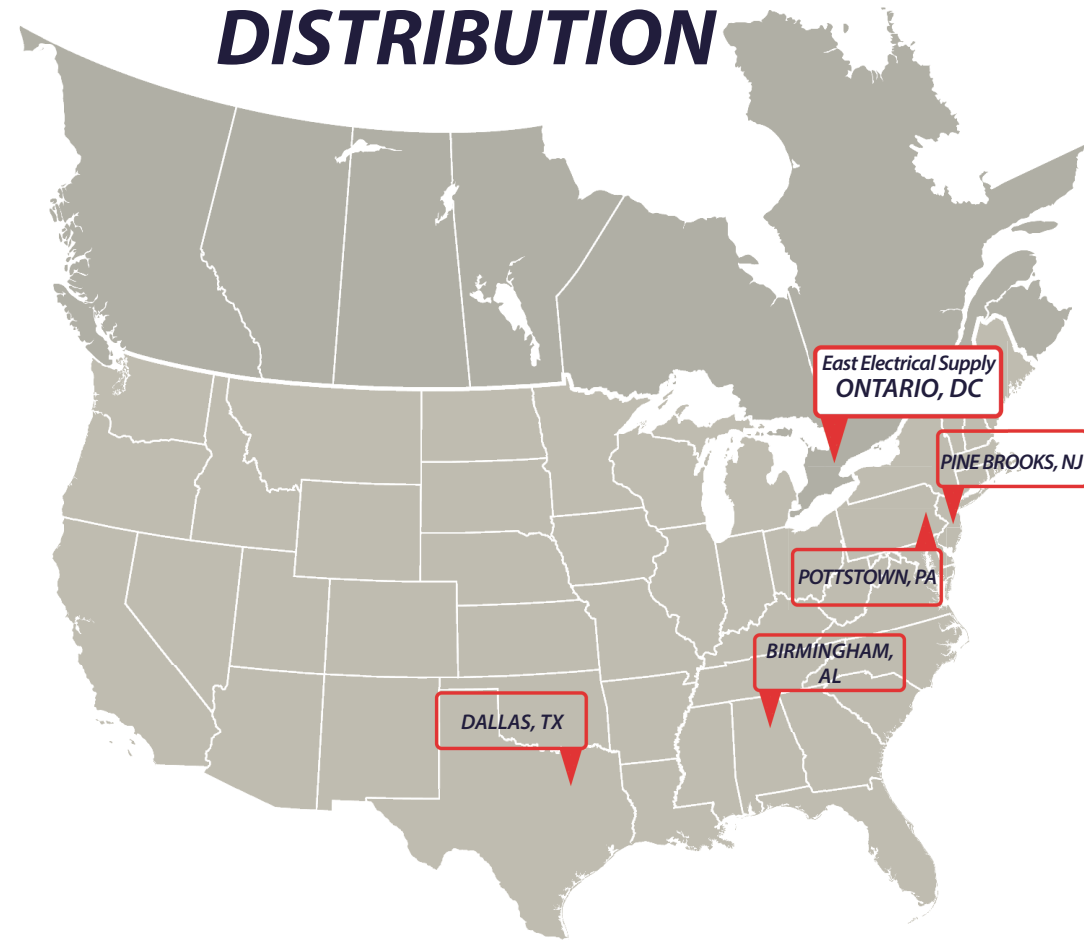 DISTRIBUTION
East Electrical Supply
ONTARIO, DC
PINE BROOKS, NJ
POTTSTOWN, PA
BIRMINGHAM,
AL
DALLAS, TX